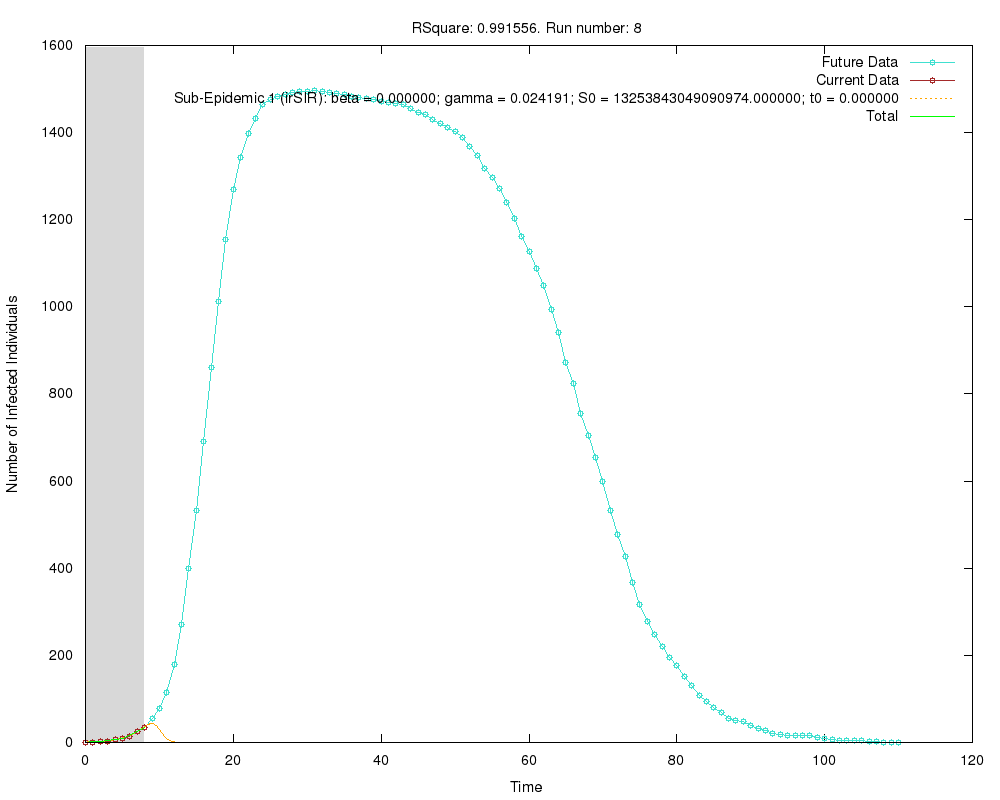 RSquare: 0.991556. Run number: 8
1600
1400
1200
1000
800
600
400
200
0
Number of Infected Individuals
Future Data
Current Data
Sub-Epidemic 1 (irSIR): beta = 0.000000; gamma = 0.024191; S0 = 13253843049090974.000000; t0 = 0.000000
Total
0 20 40 60 80 100 120
Time